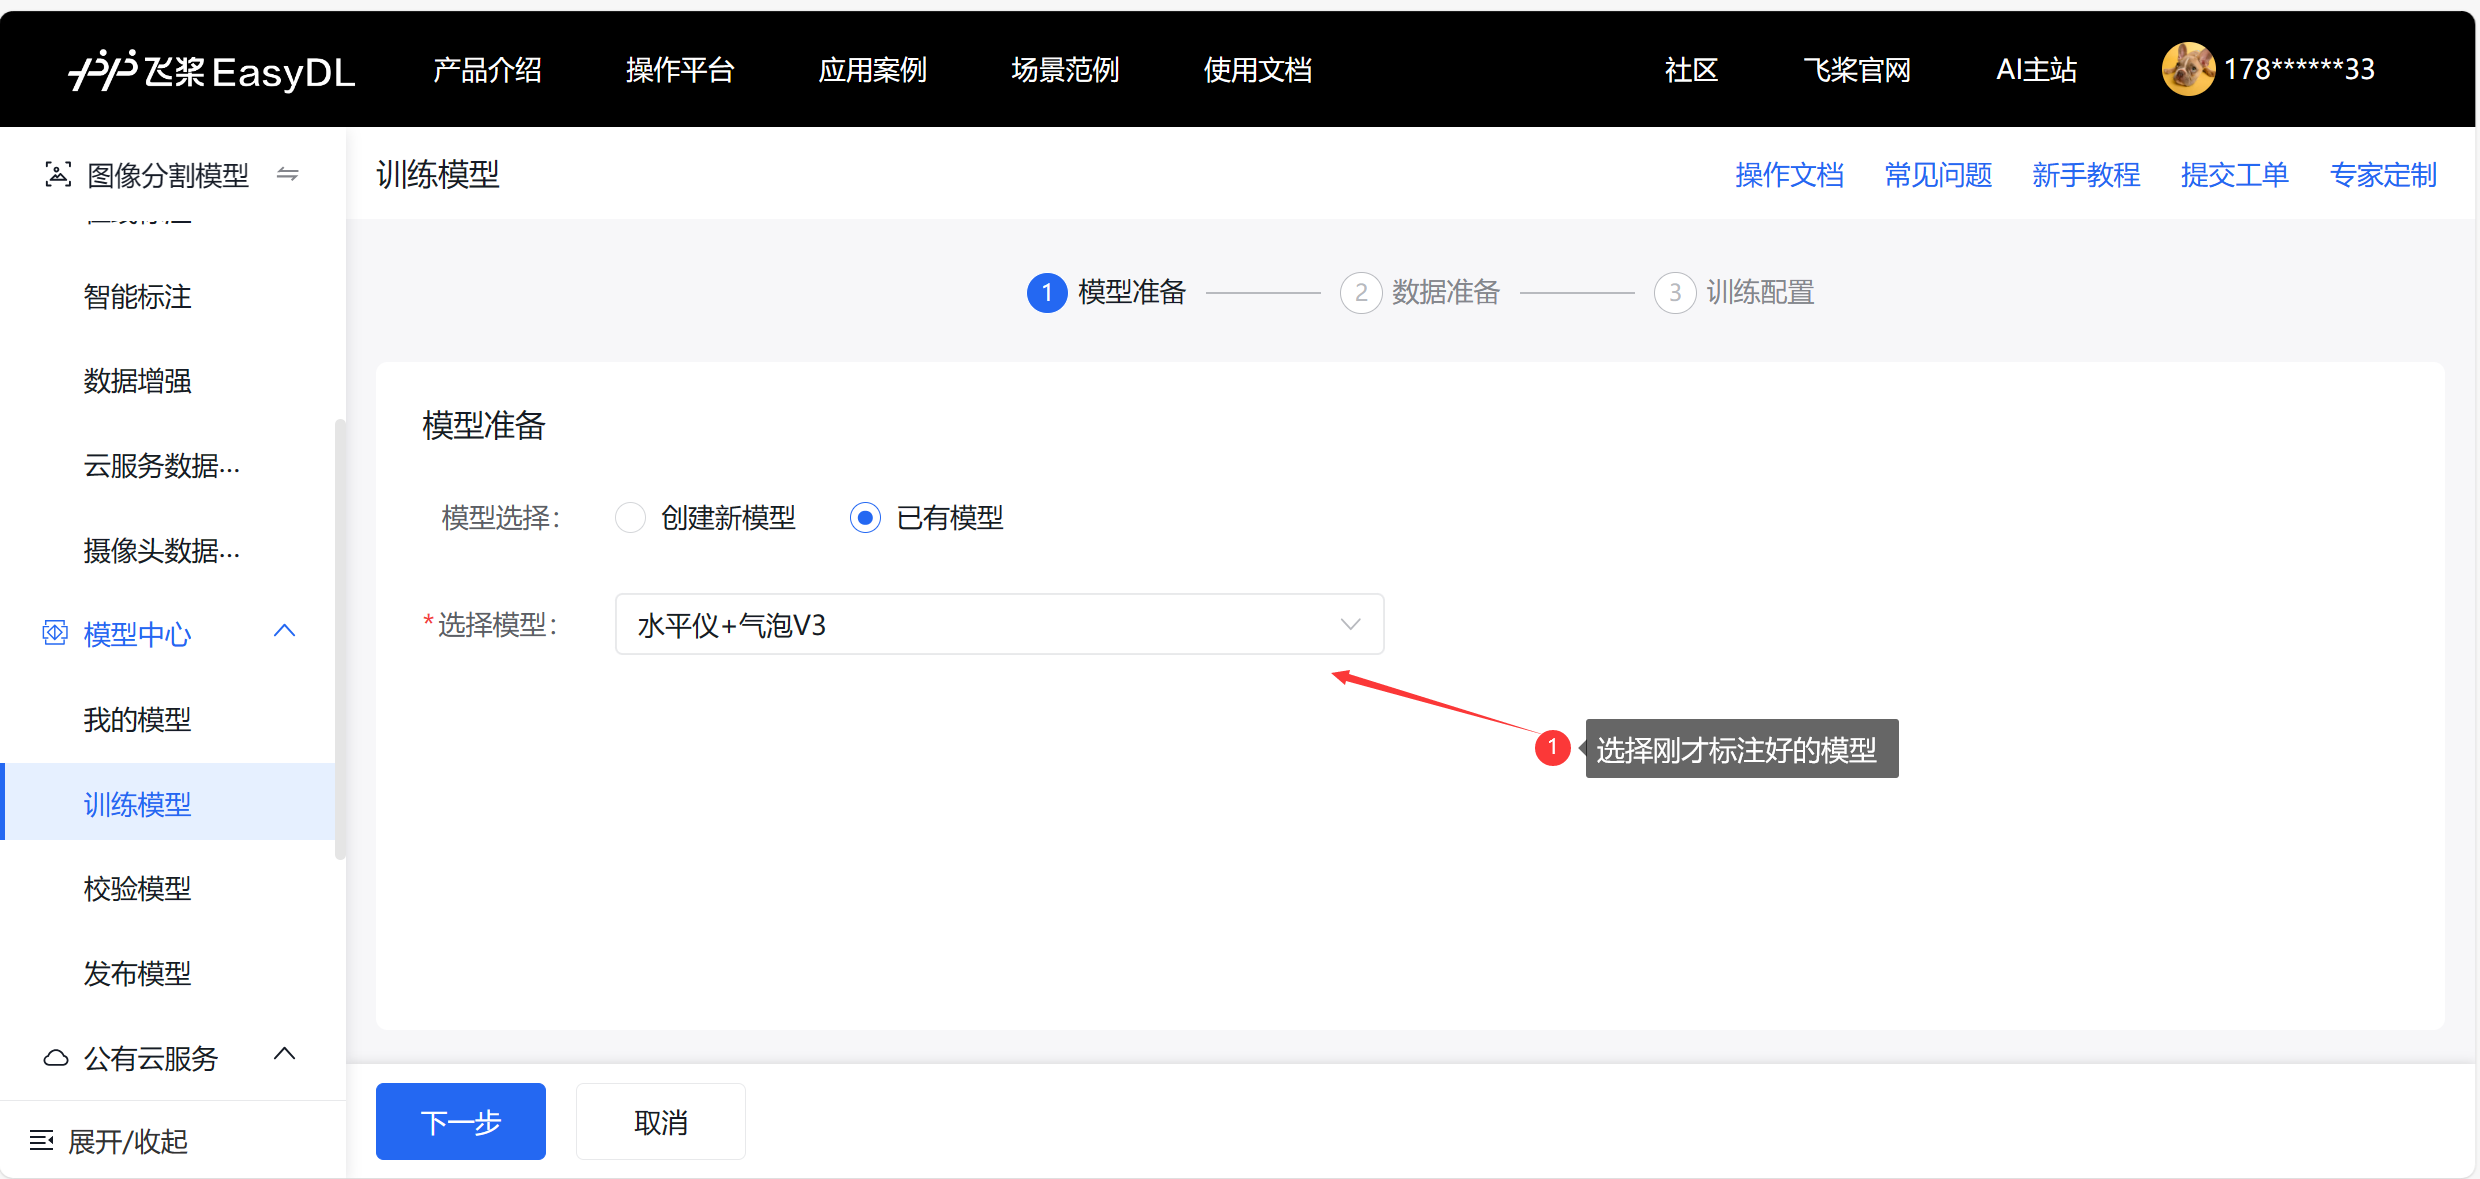 飞桨 EasyDL
产品介绍
操作平台
应用案例
场景范例
使用文档
社区
飞桨官网
AI主站
178******33
图像分割模型
智能标注
数据增强
云服务数据...
摄像头数据...
模型中心
我的模型
训练模型
校验模型
发布模型
公有云服务
展开/收起
训练模型
操作文档
常见问题
新手教程
提交工单
专家定制
1 模型准备
2 数据准备
3 训练配置
模型准备
模型选择：
创建新模型
已有模型
*选择模型：
水平仪+气泡V3
1
选择刚才标注好的模型
下一步
取消